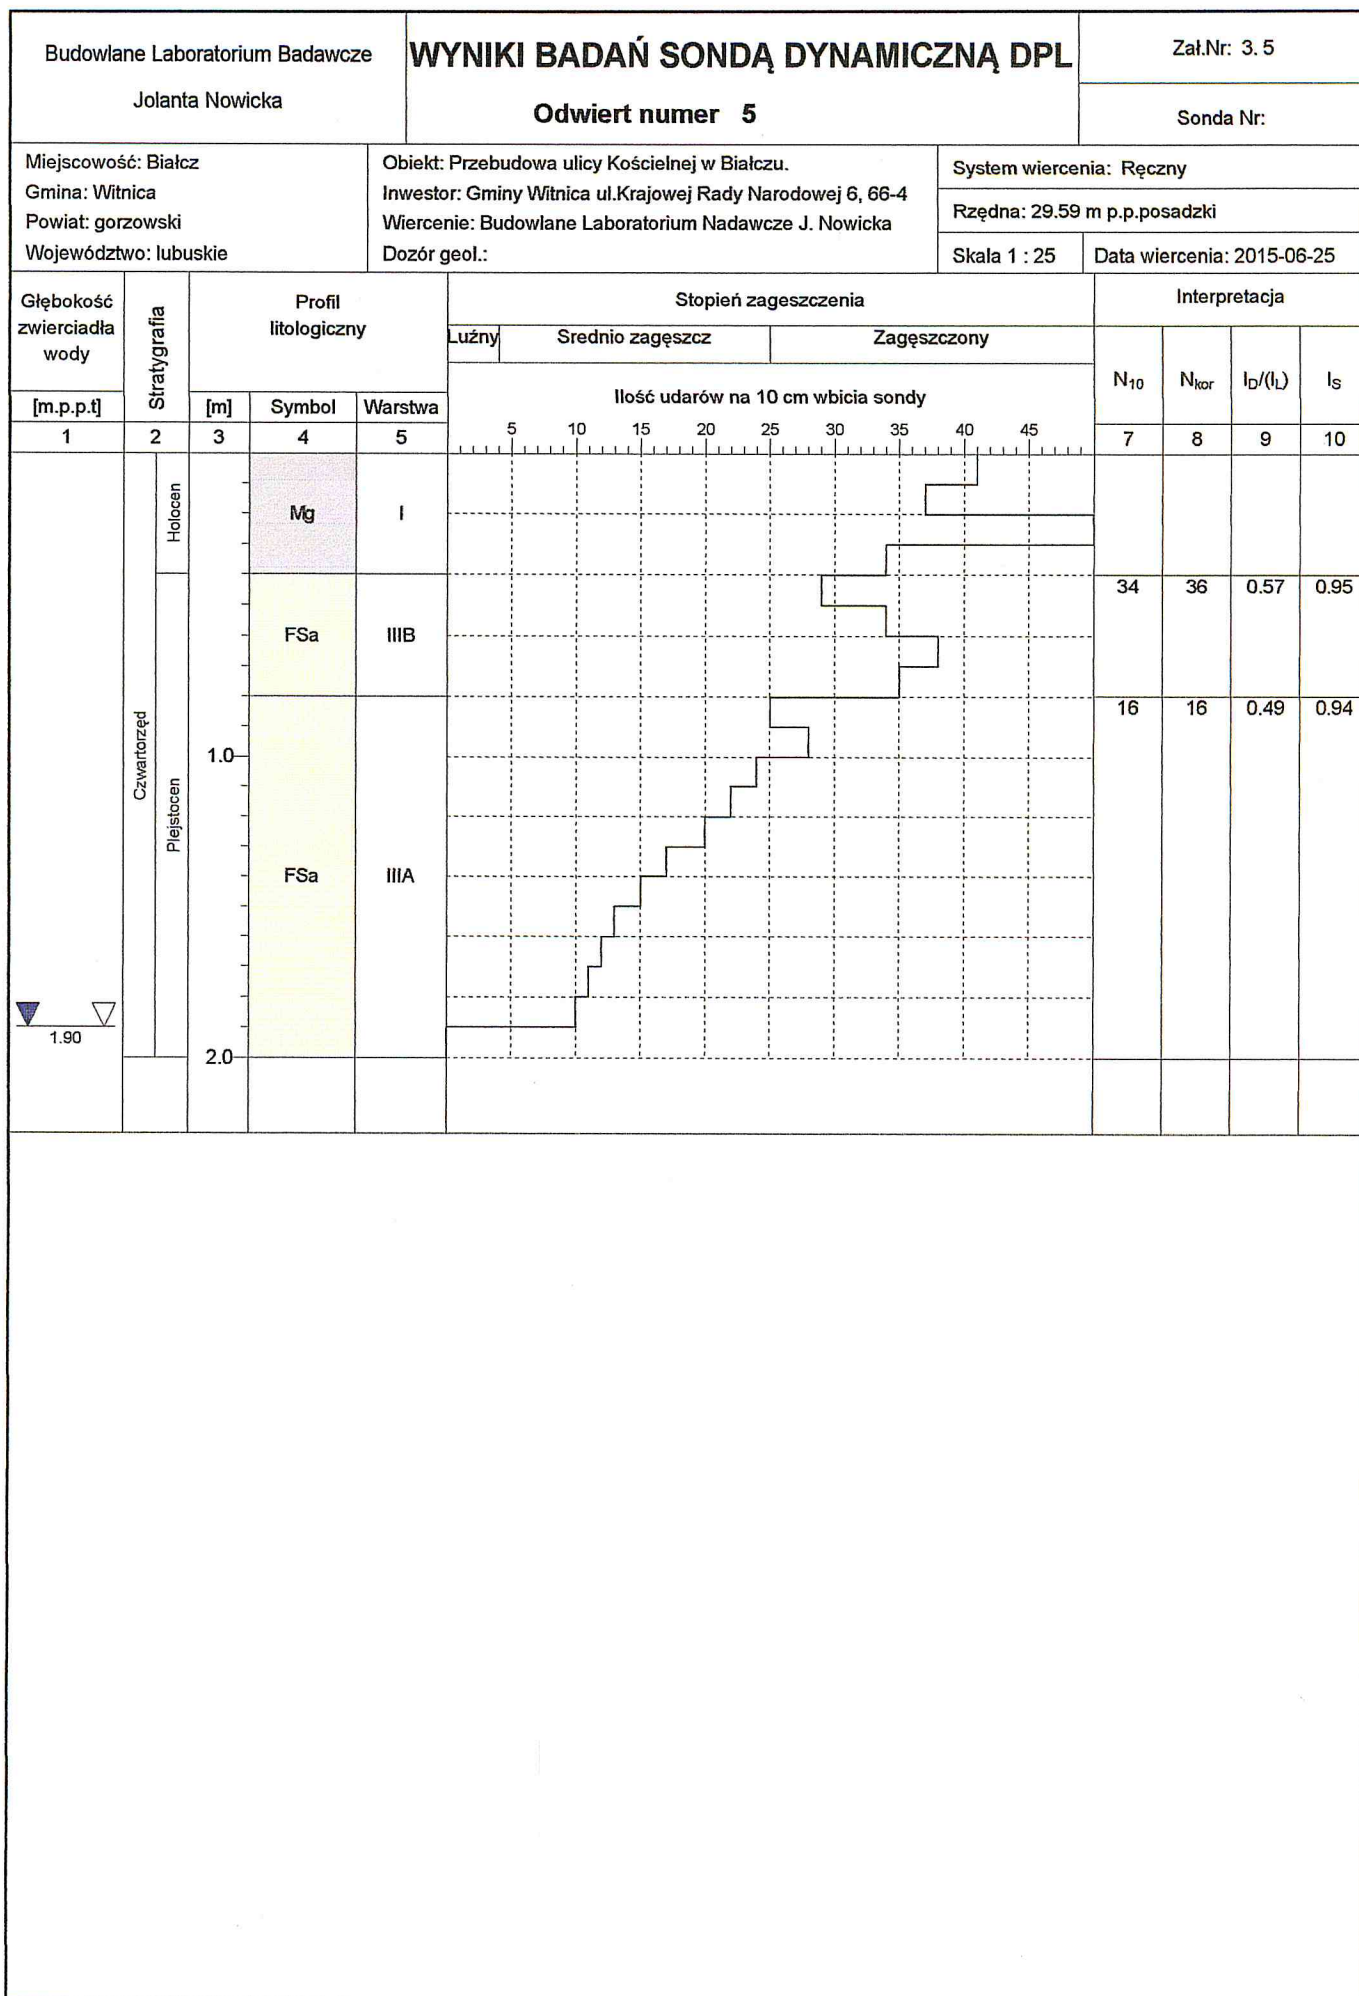 Budowlane Laboratorium Badawcze
Jolanta Nowicka
WYNIKI BADAŃ SONDĄ DYNAMICZNĄ DPL
Odwiert numer 5
Zał.Nr: 3. 5
Sonda Nr:
Miejscowość: Białcz
Gmina: Witnica
Powiat: gorzowski
Województwo: lubuskie
Obiekt: Przebudowa ulicy Kościelnej w Białczu.
Inwestor: Gminy Witnica ul.Krajowej Rady Narodowej 6, 66-4
Wiercenie: Budowlane Laboratorium Nadawcze J. Nowicka
Dozór geol.:
System wiercenia: Ręczny
Rzędna: 29.59 m p.p.posadzki
Skala 1 : 25
Data wiercenia: 2015-06-25
Głębokość
zwierciadła
wody
[m.p.p.t]
Stratygrafia
Profil
litologiczny
[m] Symbol Warstwa
Stopień zageszczenia
Luźny Srednio zagęszcz Zagęszczony
Ilość udarów na 10 cm wbicia sondy
Interpretacja
N10 Nkor ID/(IL) IS
1 2 3 4 5
5 10 15 20 25 30 35 40 45
7 8 9 10
Holocen
Mg I
34 36 0.57 0.95
FSa IIIB
16 16 0.49 0.94
Czwartorzęd
1.0
Plejstocen
FSa IIIA
1.90
2.0